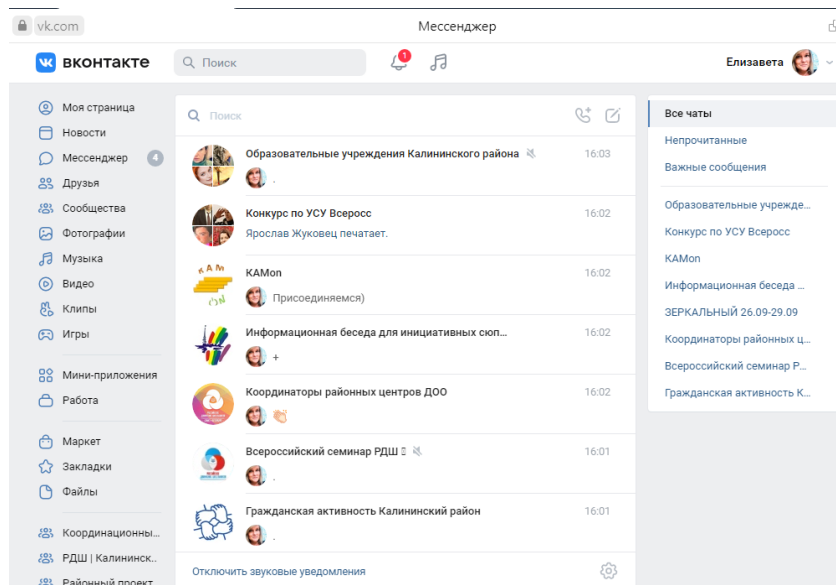 vk.com
Мессенджер
вконтакте
Поиск
1
Елизавета
Моя страница
Новости
Мессенджер 4
Друзья
Сообщества
Фотографии
Музыка
Видео
Клипы
Игры
Мини-приложения
Работа
Маркет
Закладки
Файлы
Координационны...
РДШ | Калининск...
Районный проект
Поиск
Образовательные учреждения Калининского района 16:03
.
Конкурс по УСУ Всеросс 16:02
Ярослав Жуковец печатает.
КАМon 16:02
Присоединяемся)
Информационная беседа для инициативных сюп... 16:02
+
Координаторы районных центров ДОО 16:02
Всероссийский семинар РДШ 16:01
.
Гражданская активность Калининский район 16:01
.
Отключить звуковые уведомления
Все чаты
Непрочитанные
Важные сообщения
Образовательные учрежде...
Конкурс по УСУ Всеросс
КАМon
Информационная беседа ...
ЗЕРКАЛЬНЫЙ 26.09-29.09
Координаторы районных ц...
Всероссийский семинар Р...
Гражданская активность К...